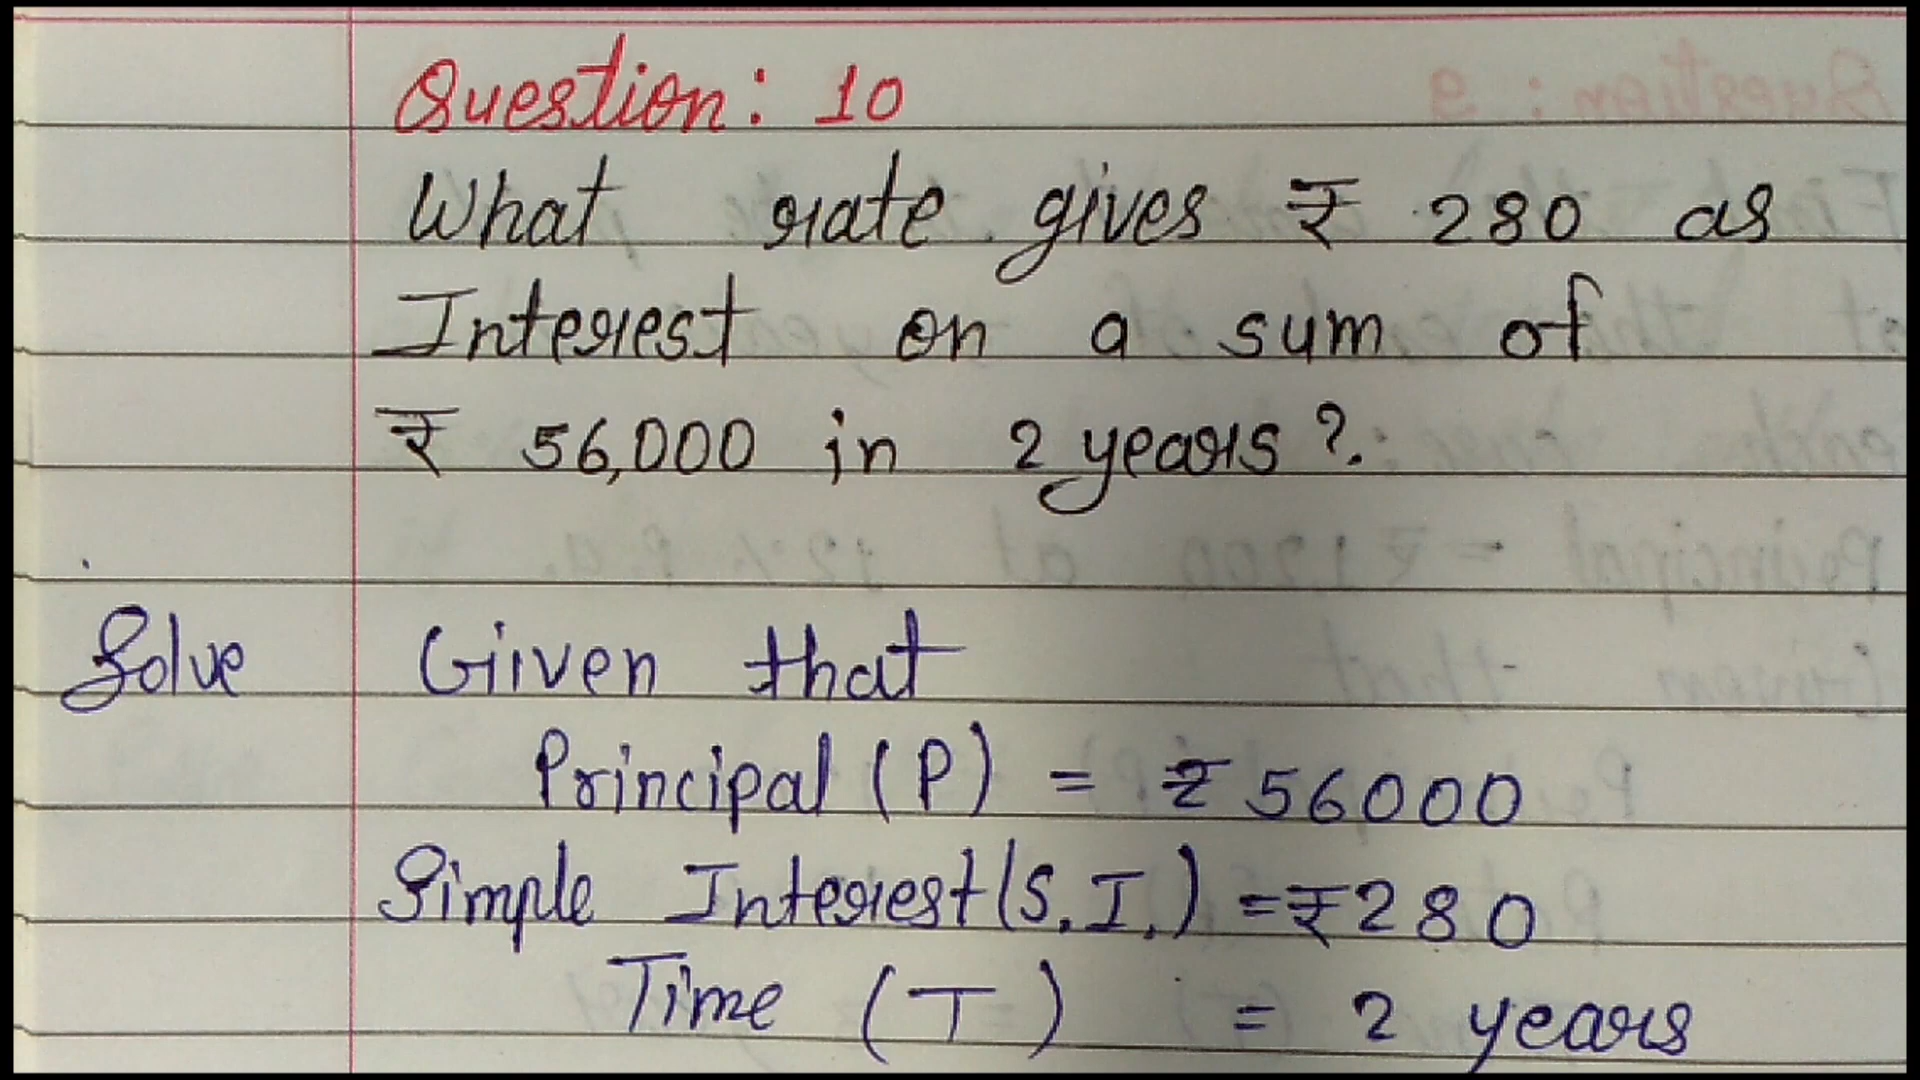 Question: 10
What rate gives ₹ 280 as
Interest on a sum of
₹ 56,000 in 2 years?
Solve Given that
Principal (P) = ₹ 56000
Simple Interest (S.I.) = ₹ 280
Time (T) = 2 years